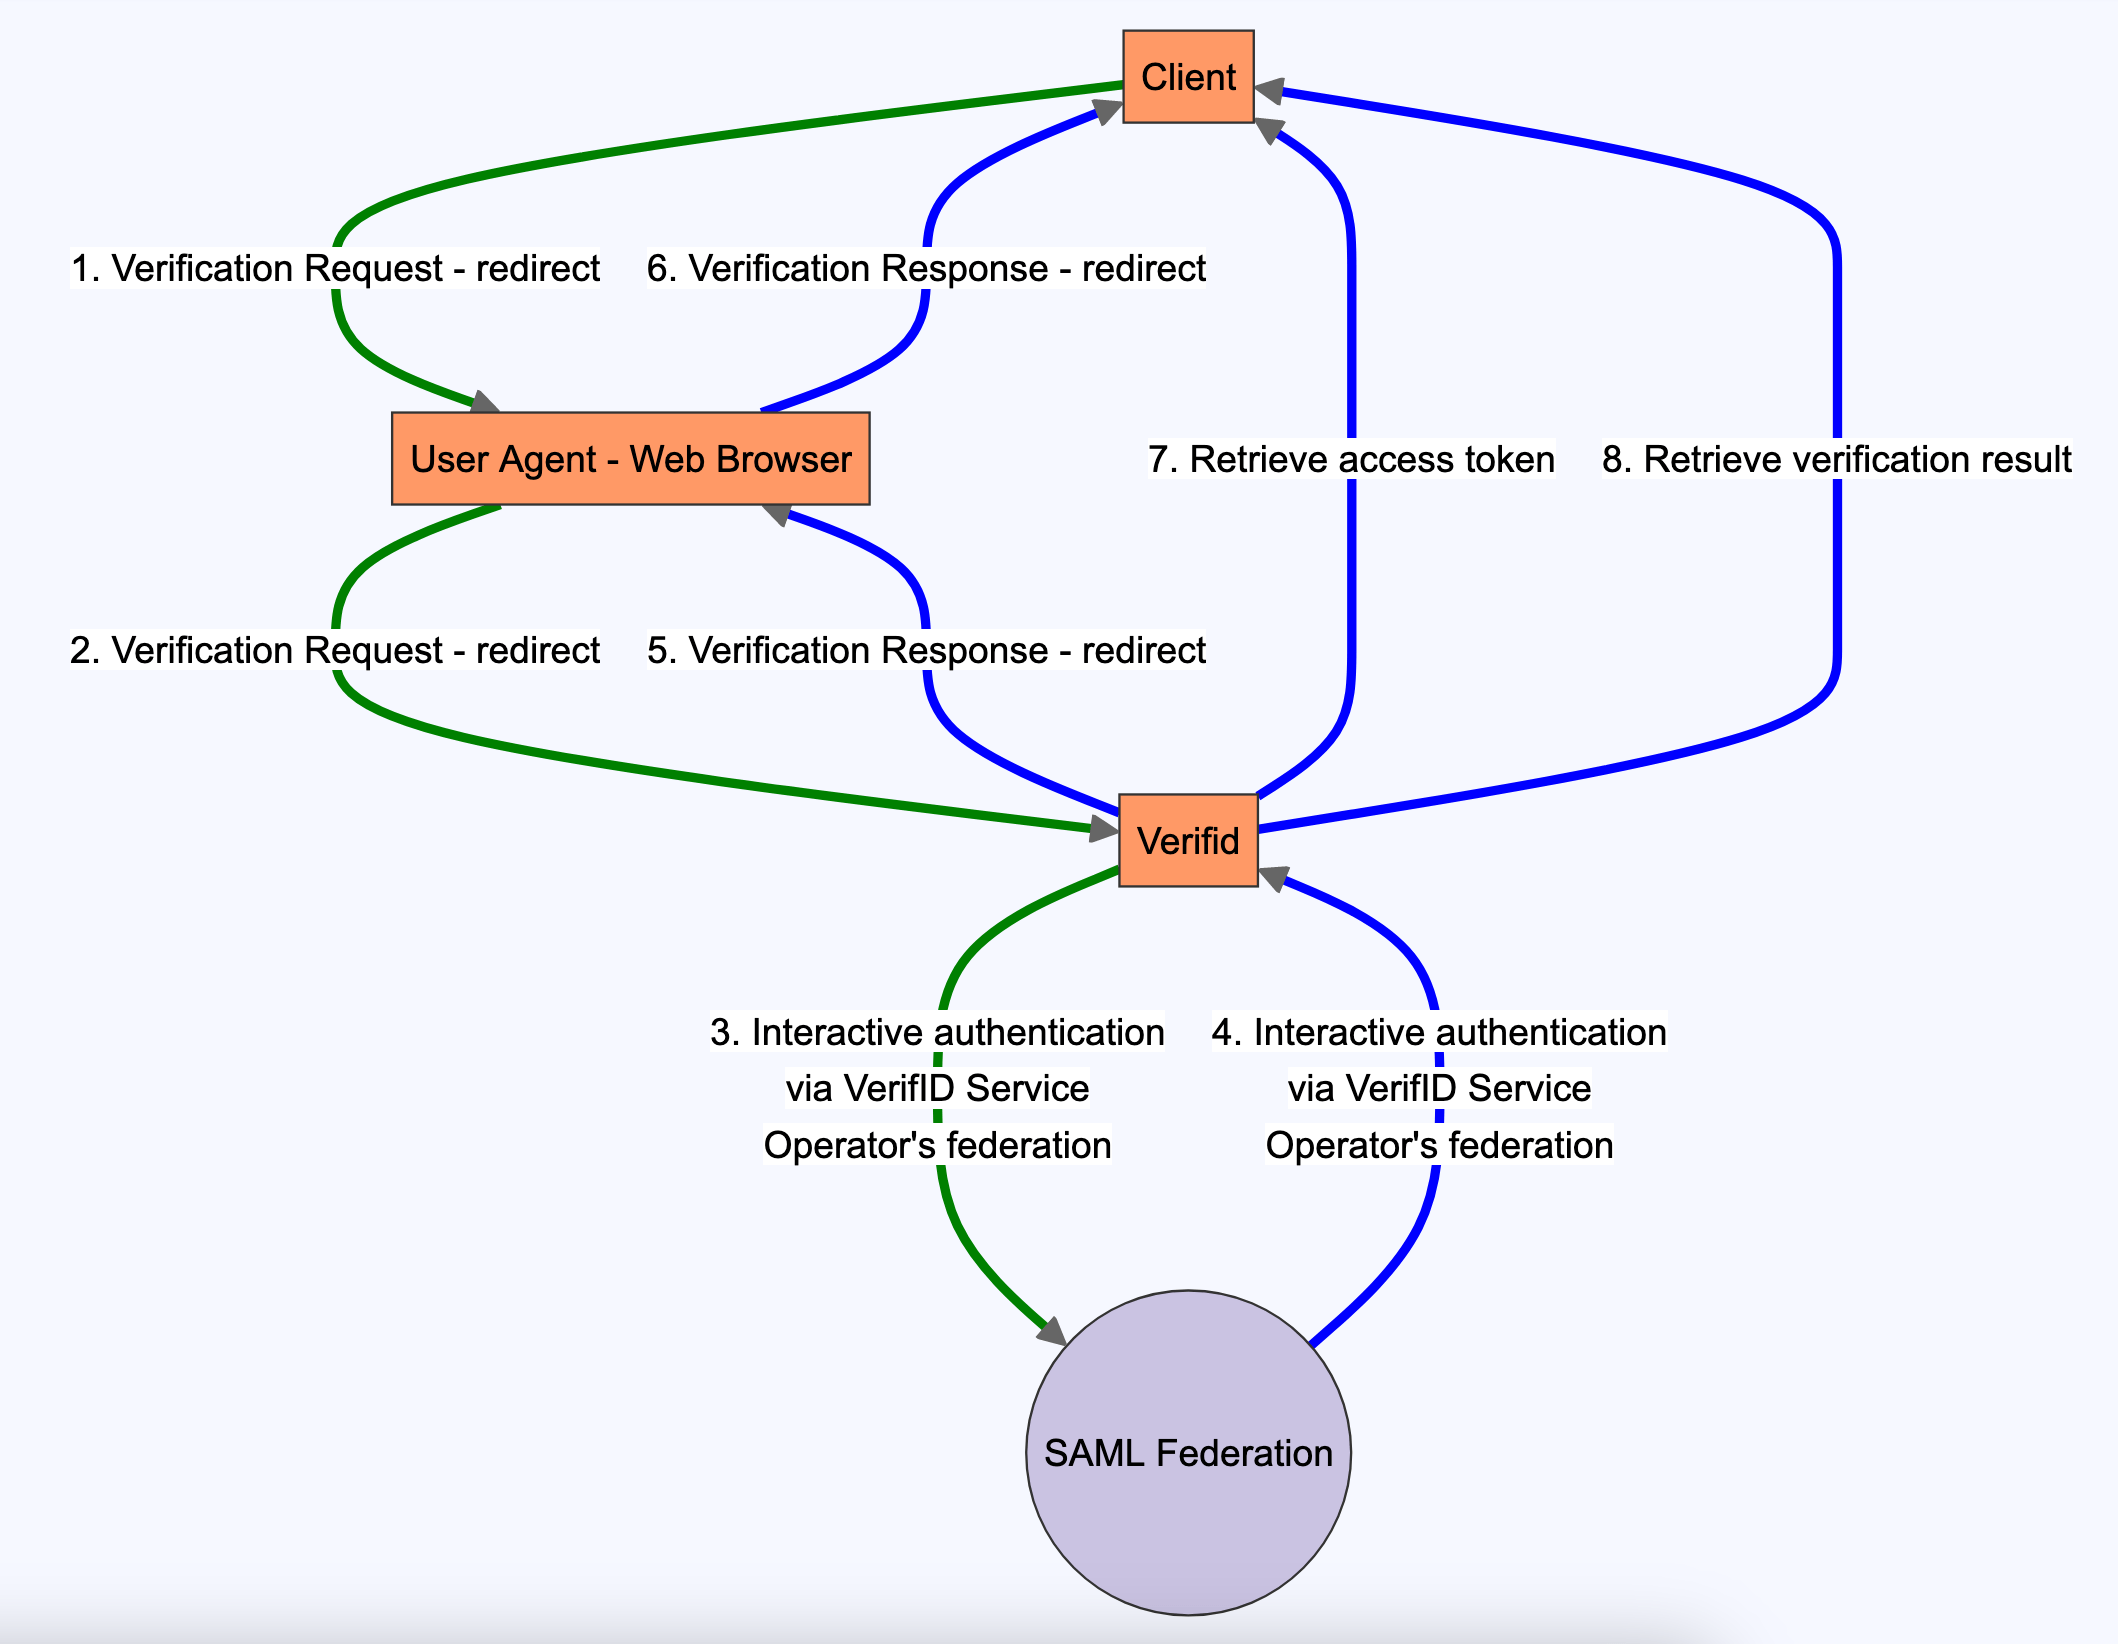 Client
1. Verification Request - redirect
6. Verification Response - redirect
User Agent - Web Browser
7. Retrieve access token
8. Retrieve verification result
2. Verification Request - redirect
5. Verification Response - redirect
Verifid
3. Interactive authentication
via VerifID Service
Operator's federation
4. Interactive authentication
via VerifID Service
Operator's federation
SAML Federation